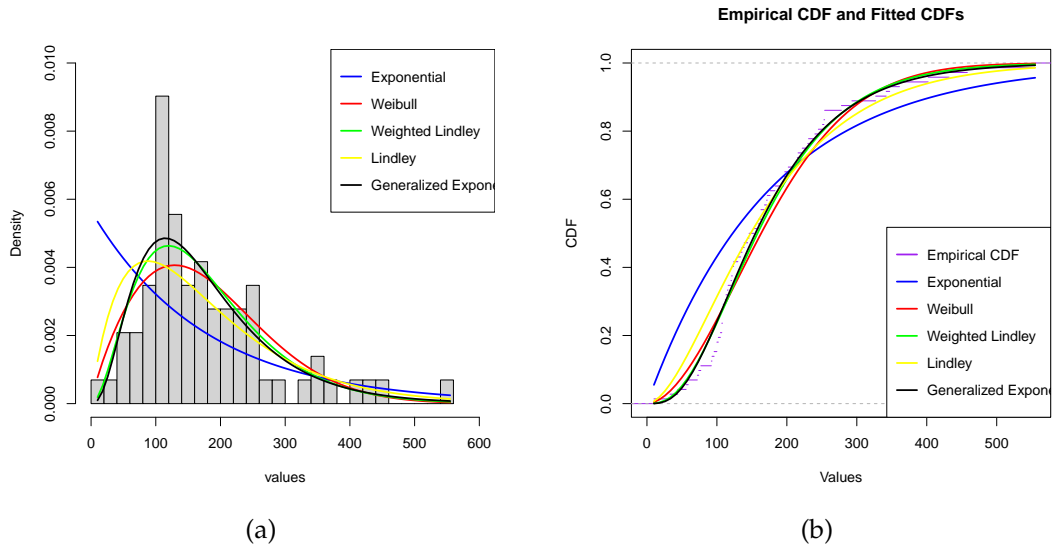 0.010
0.008
0.006
0.004
0.002
0.000
Density
0 100 200 300 400 500 600
values
Exponential
Weibull
Weighted Lindley
Lindley
Generalized Expone
(a)
Empirical CDF and Fitted CDFs
1.0
0.8
0.6
0.4
0.2
0.0
CDF
0 100 200 300 400 500
Values
Empirical CDF
Exponential
Weibull
Weighted Lindley
Lindley
Generalized Expone
(b)